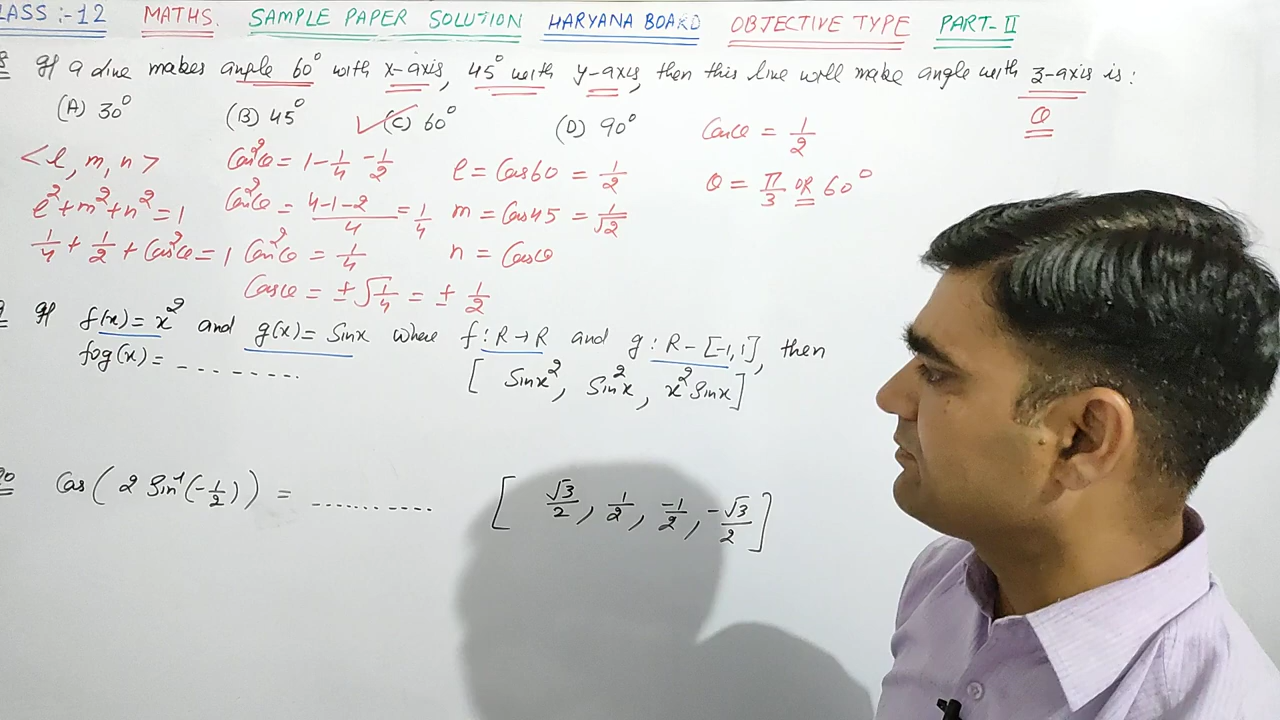 LASS :- 12 MATHS. SAMPLE PAPER SOLUTION HARYANA BOARD OBJECTIVE TYPE PART-II
8 If a line makes angle 60° with x-axis, 45° with y-axis, then this line will make angle with z-axis is:
(A) 30° (B) 45° (C) 60° (D) 90°
θ
<l, m, n>
l²+m²+n²=1
1/4 + 1/2 + Cos²θ = 1
Cos²θ = 1 - 1/4 - 1/2
Cos²θ = (4-1-2)/4 = 1/4
Cos²θ = 1/4
Cosθ = ±√(1/4) = ± 1/2
l = Cos60 = 1/2
m = Cos45 = 1/√2
n = Cosθ
Cosθ = 1/2
θ = π/3 OR 60°
9 If f(x) = x² and g(x) = Sinx where f : R→R and g : R - [-1,1], then
fog(x) = ........... [ Sinx², Sin²x, x² Sinx ]
20 Cos(2 Sin⁻¹(-1/2)) = ........... [ √3/2, 1/2, -1/2, -√3/2 ]